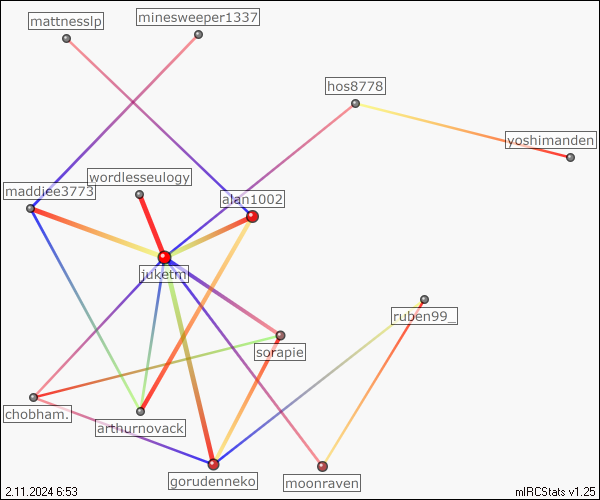 minesweeper1337
mattnesslp
hos8778
yoshimanden
wordlesseulogy
maddiee3773
alan1002
juketmi
ruben99_
sorapie
chobham.
arthurnovack
gorudenneko
moonraven
2.11.2024 6:53
mIRCStats v1.25